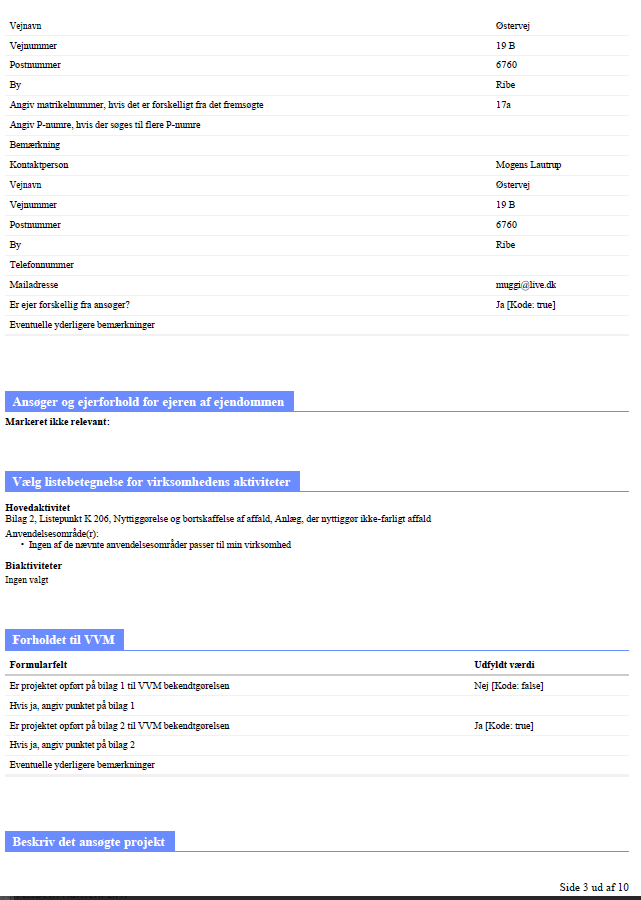 Vejnavn Østervej
Vejnummer 19 B
Postnummer 6760
By Ribe
Angiv matrikelnummer, hvis det er forskelligt fra det fremsøgte 17a
Angiv P-numre, hvis der søges til flere P-numre
Bemærkning
Kontaktperson Mogens Lautrup
Vejnavn Østervej
Vejnummer 19 B
Postnummer 6760
By Ribe
Telefonnummer
Mailadresse muggi@live.dk
Er ejer forskellig fra ansøger? Ja [Kode: true]
Eventuelle yderligere bemærkninger
Ansøger og ejerforhold for ejeren af ejendommen
Markeret ikke relevant:
Vælg listebetegnelse for virksomhedens aktiviteter
Hovedaktivitet
Bilag 2, Listepunkt K 206, Nyttiggørelse og bortskaffelse af affald, Anlæg, der nyttiggør ikke-farligt affald
Anvendelsesområde(r):
• Ingen af de nævnte anvendelsesområder passer til min virksomhed
Biaktiviteter
Ingen valgt
Forholdet til VVM
Formularfelt Udfyldt værdi
Er projektet opført på bilag 1 til VVM bekendtgørelsen Nej [Kode: false]
Hvis ja, angiv punktet på bilag 1
Er projektet opført på bilag 2 til VVM bekendtgørelsen Ja [Kode: true]
Hvis ja, angiv punktet på bilag 2
Eventuelle yderligere bemærkninger
Beskriv det ansøgte projekt
Side 3 ud af 10